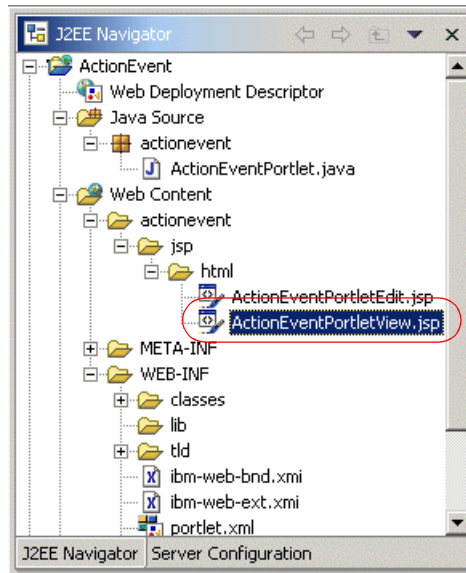 J2EE Navigator
ActionEvent
Web Deployment Descriptor
Java Source
actionevent
ActionEventPortlet.java
Web Content
actionevent
jsp
html
ActionEventPortletEdit.jsp
ActionEventPortletView.jsp
META-INF
WEB-INF
classes
lib
tld
ibm-web-bnd.xmi
ibm-web-ext.xmi
portlet.xml
J2EE Navigator Server Configuration